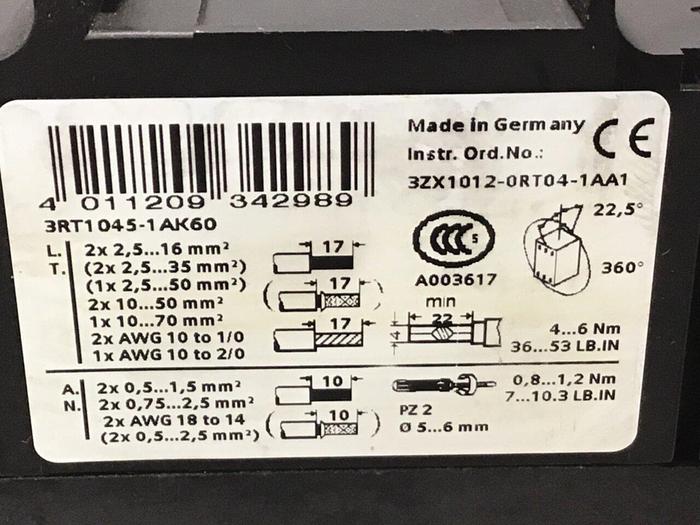 Made in Germany CE
Instr. Ord.No.:
3ZX1012-0RT04-1AA1
4 011209 342989
3RT1045-1AK60
CCC S
A003617
22,5°
360°
L. 2x 2,5...16 mm²
T. (2x 2,5...35 mm²)
(1x 2,5...50 mm²)
2x 10...50 mm²
1x 10...70 mm²
2x AWG 10 to 1/0
1x AWG 10 to 2/0
17
( 17 )
17
min
22
4
4...6 Nm
36...53 LB.IN
A. 2x 0,5...1,5 mm²
N. 2x 0,75...2,5 mm²
2x AWG 18 to 14
(2x 0,5...2,5 mm²)
10
( 10 )
PZ 2
Ø 5...6 mm
0,8...1,2 Nm
7...10.3 LB.IN